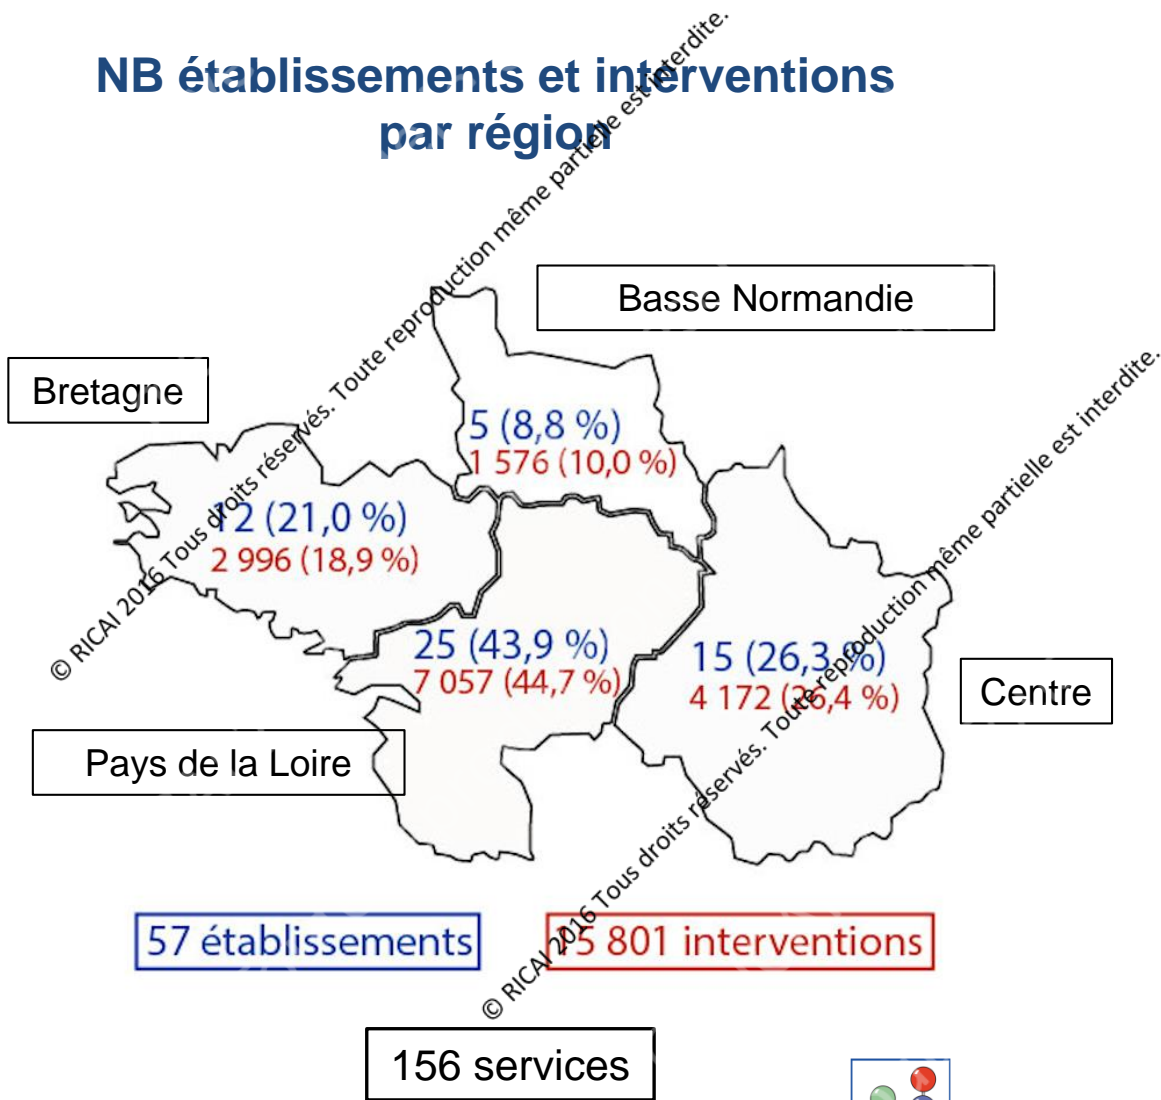 NB établissements et interventions
par région
Basse Normandie
Bretagne
5 (8,8 %)
1 576 (10,0 %)
12 (21,0 %)
2 996 (18,9 %)
25 (43,9 %)
7 057 (44,7 %)
15 (26,3 %)
4 172 (26,4 %)
Centre
Pays de la Loire
57 établissements
15 801 interventions
156 services
© RICAI 2016 Tous droits réservés. Toute reproduction même partielle est interdite.
© RICAI 2016 Tous droits réservés. Toute reproduction même partielle est interdite.